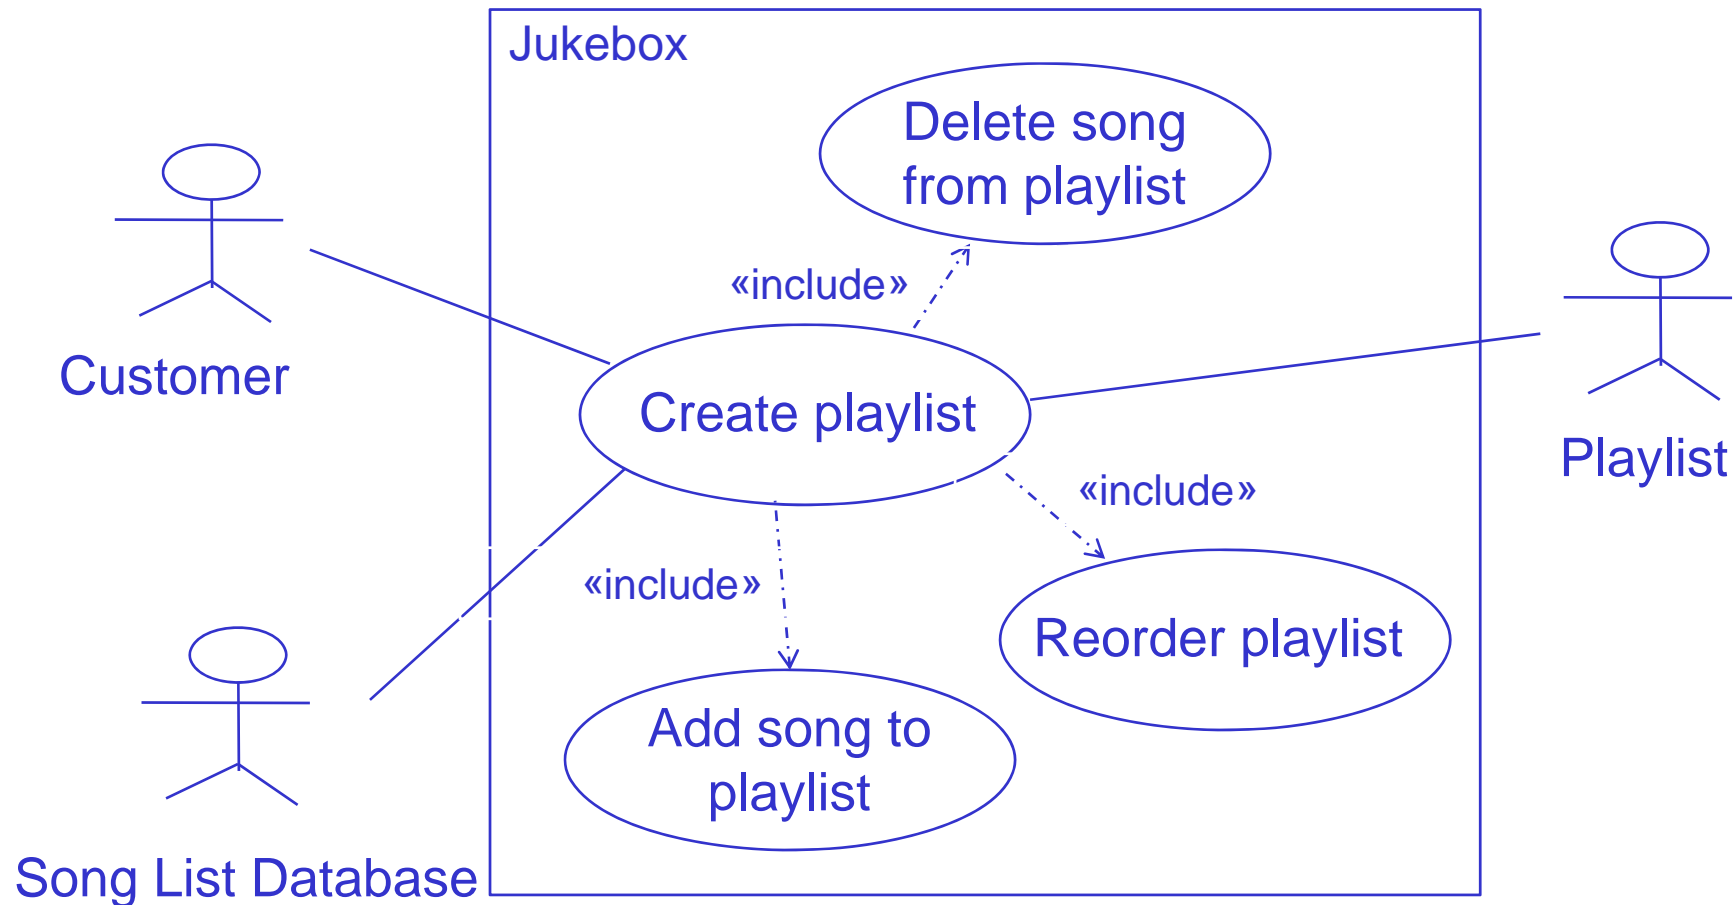 Jukebox
Delete song
from playlist
«include»
Customer
Create playlist
Playlist
«include»
«include»
Reorder playlist
Add song to
playlist
Song List Database